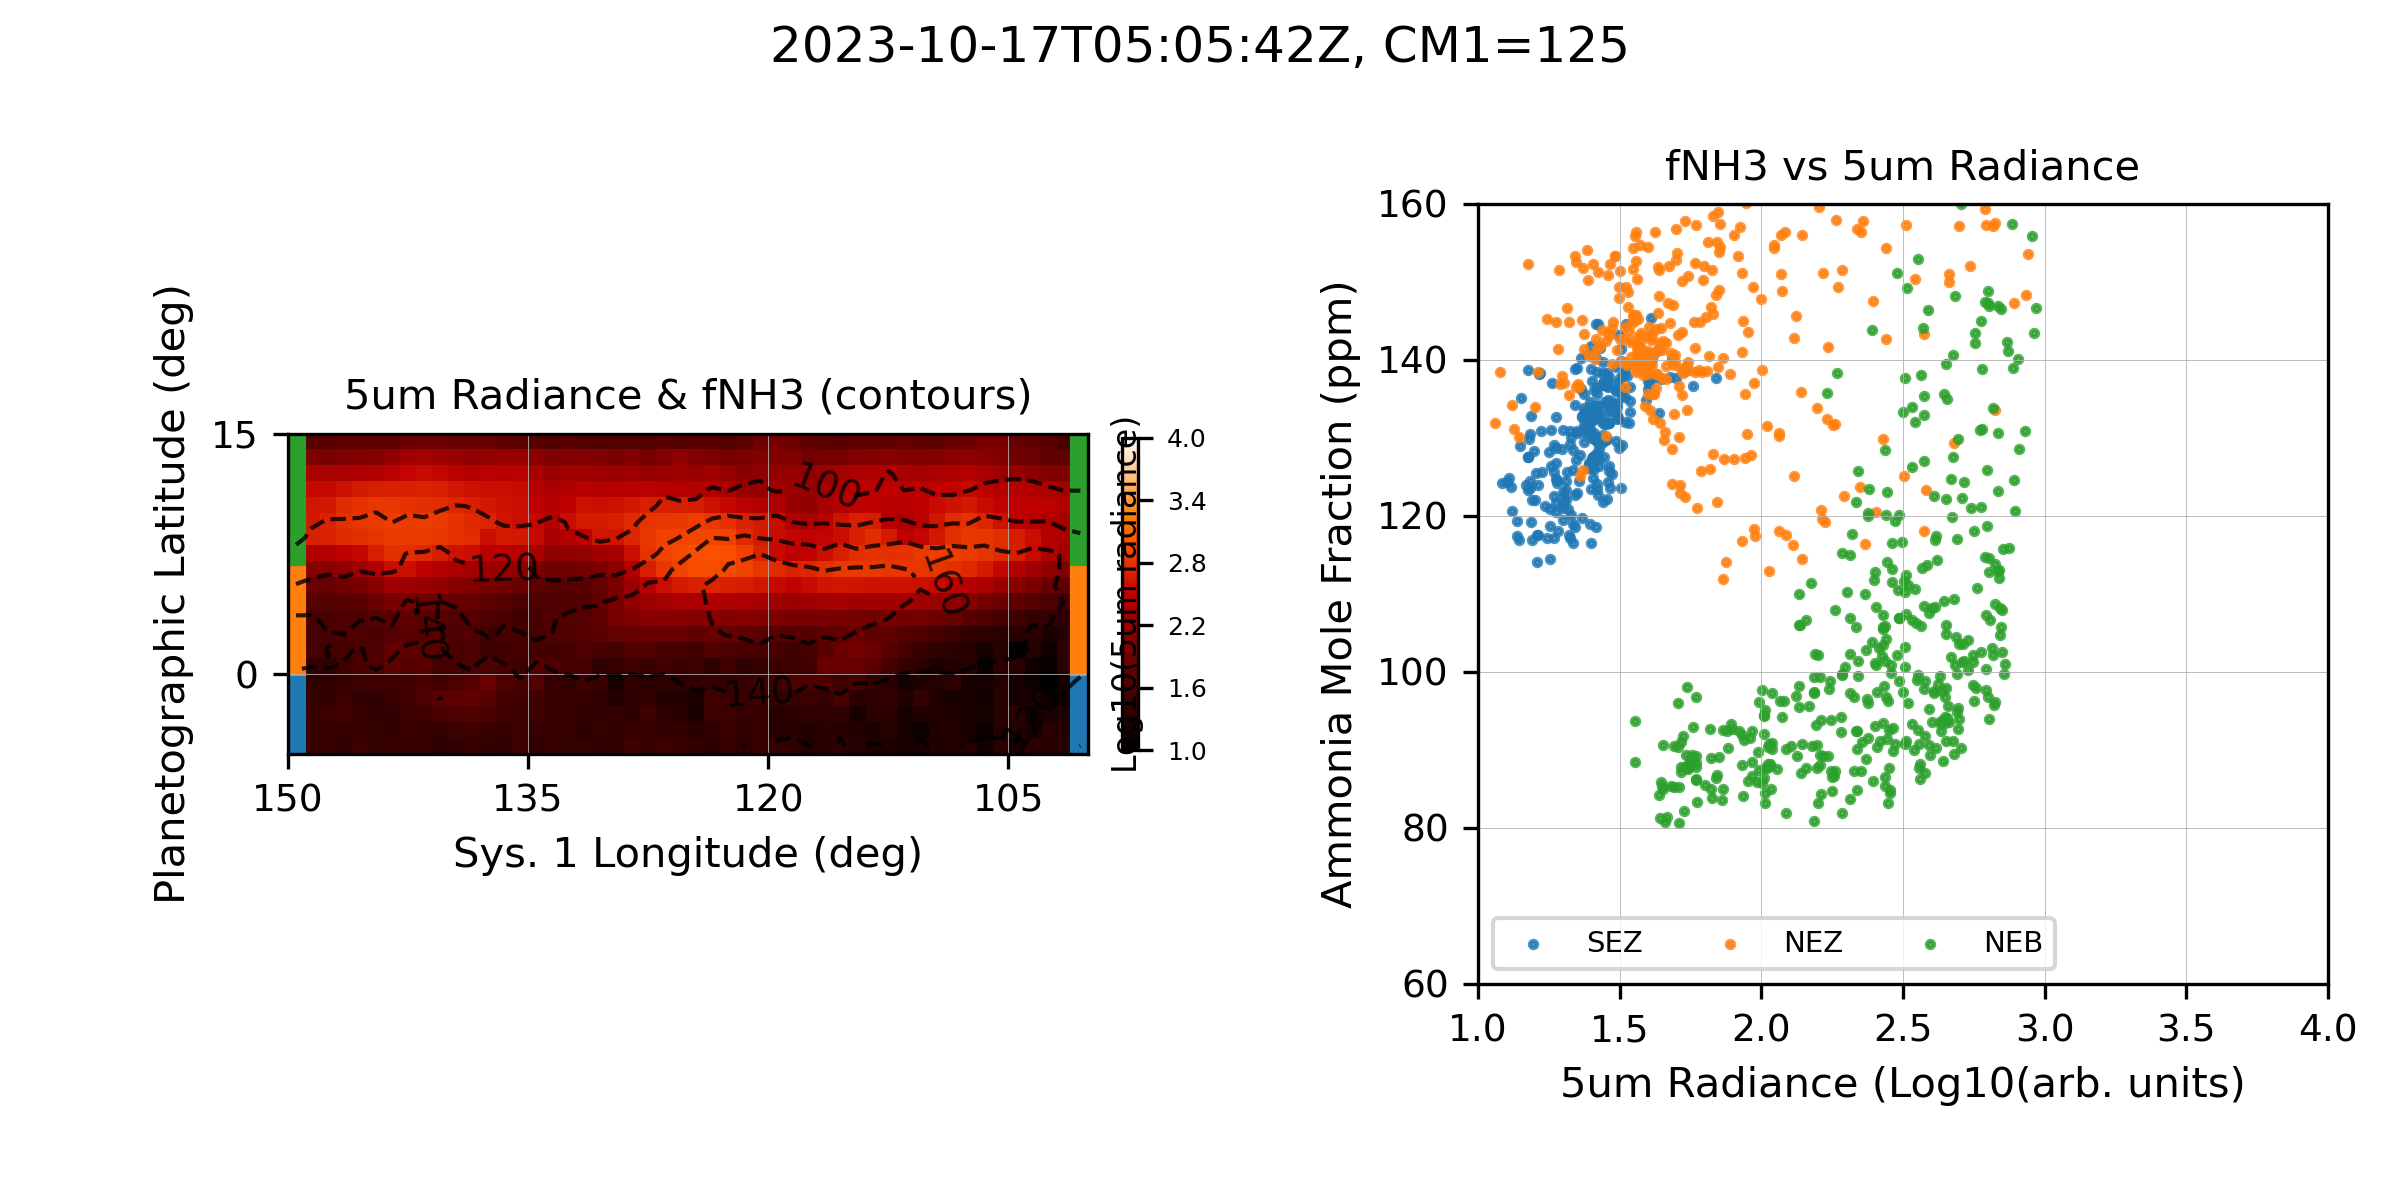 2023-10-17T05:05:42Z, CM1=125
5um Radiance & fNH3 (contours)
Planetographic Latitude (deg)
15
0
150
135
120
105
Sys. 1 Longitude (deg)
100
120
140
160
140
120
Log10(5um radiance)
4.0
3.4
2.8
2.2
1.6
1.0
fNH3 vs 5um Radiance
Ammonia Mole Fraction (ppm)
160
140
120
100
80
60
SEZ
NEZ
NEB
1.0
1.5
2.0
2.5
3.0
3.5
4.0
5um Radiance (Log10(arb. units)